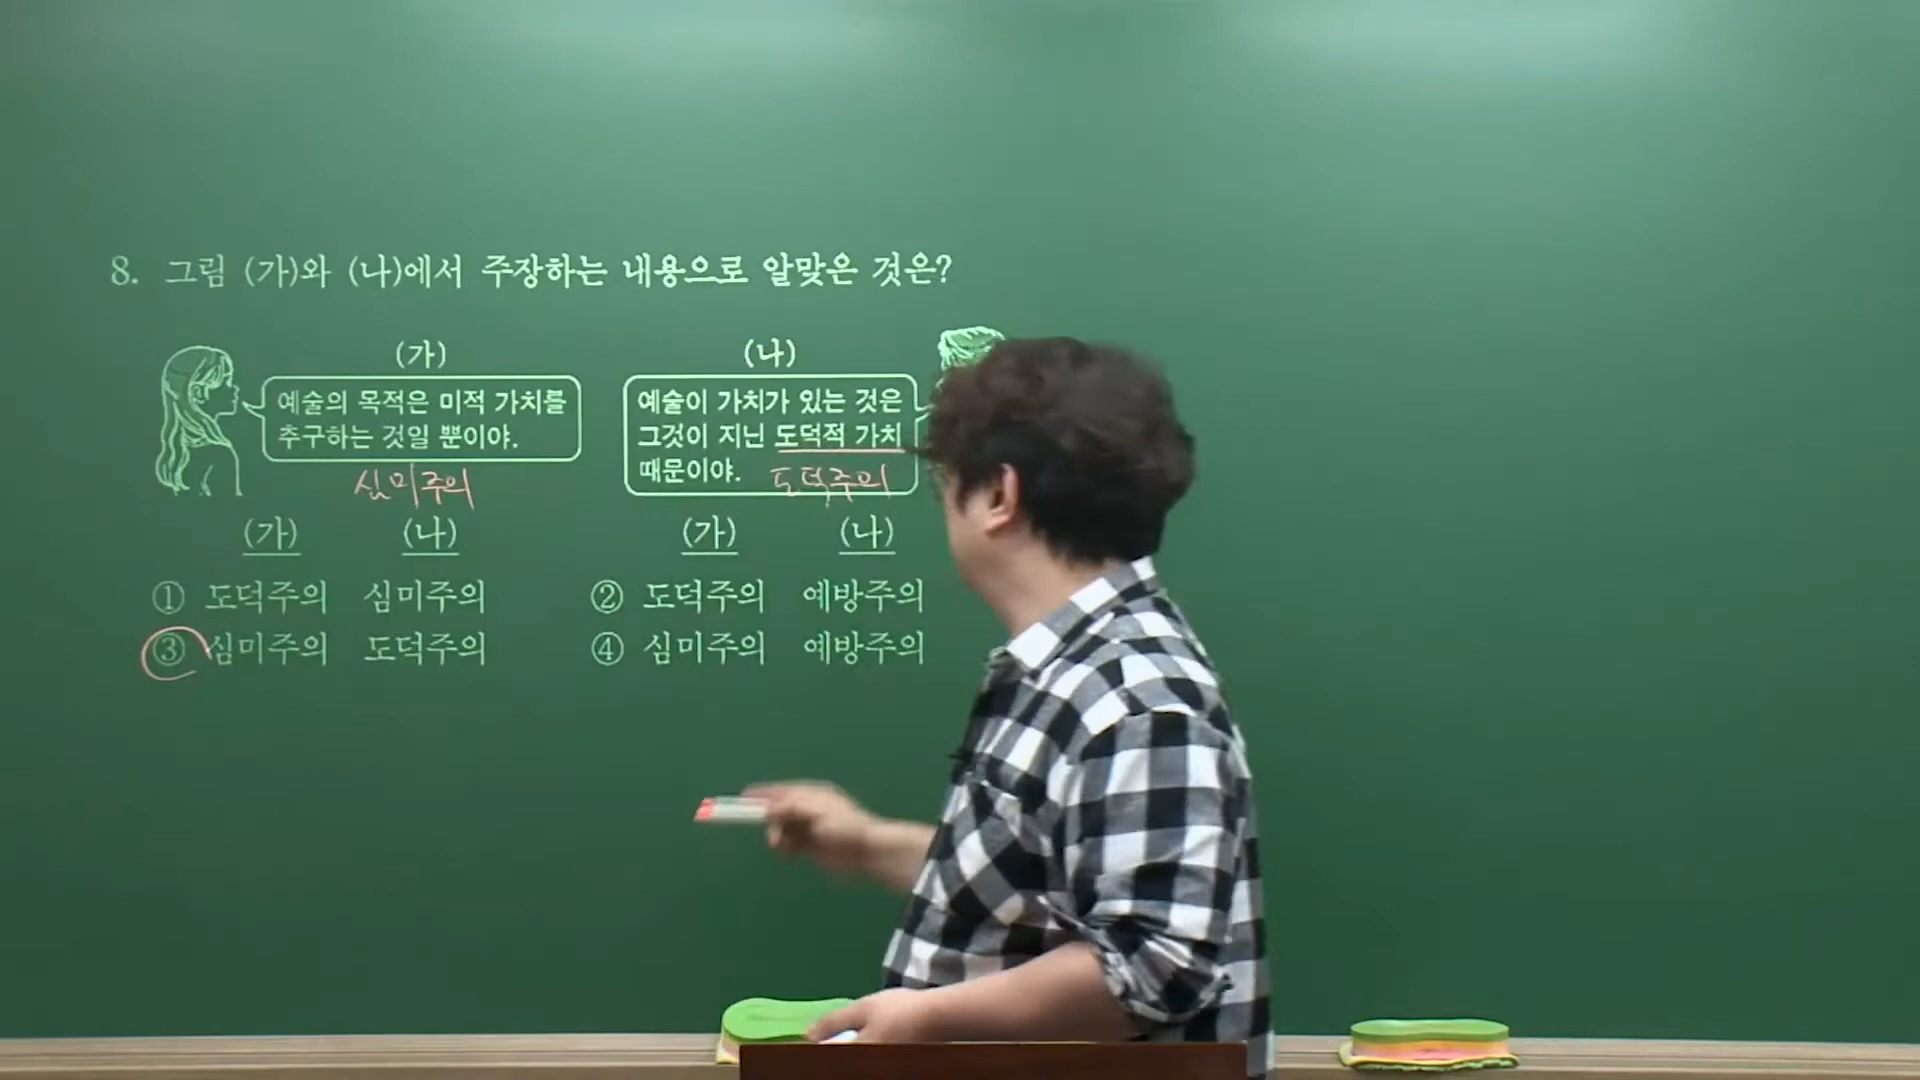 8. 그림 (가)와 (나)에서 주장하는 내용으로 알맞은 것은?
(가)
예술의 목적은 미적 가치를
추구하는 것일 뿐이야.
심미주의
(나)
예술이 가치가 있는 것은
그것이 지닌 도덕적 가치
때문이야. 도덕주의
(가) (나) (가) (나)
① 도덕주의 심미주의 ② 도덕주의 예방주의
③ 심미주의 도덕주의 ④ 심미주의 예방주의